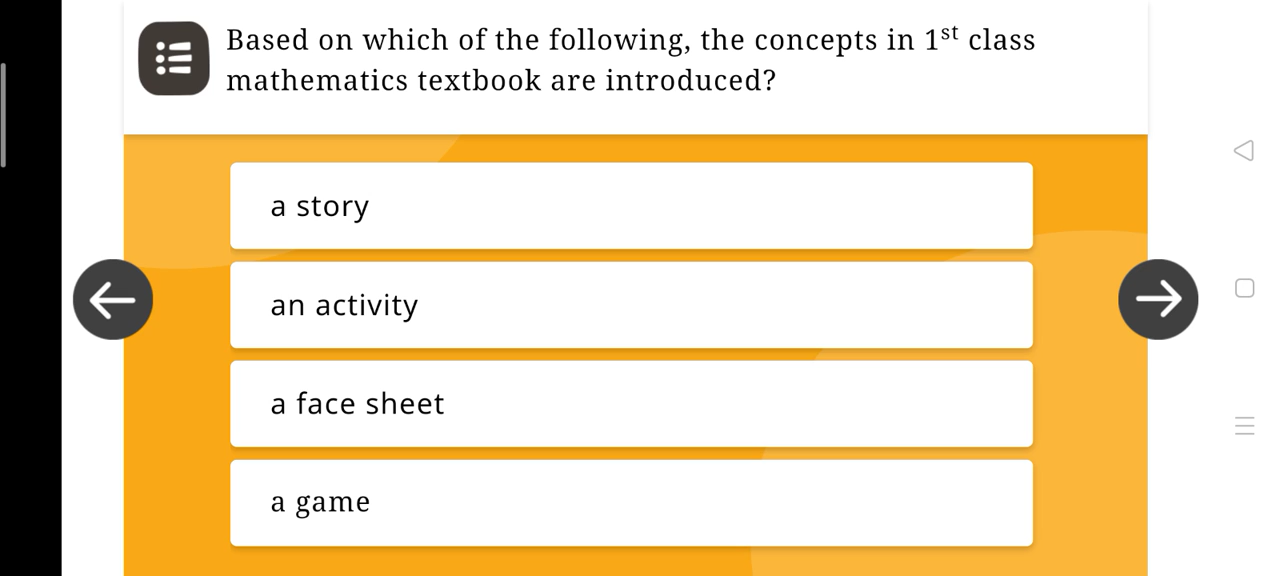 Based on which of the following, the concepts in 1st class
mathematics textbook are introduced?
a story
an activity
a face sheet
a game